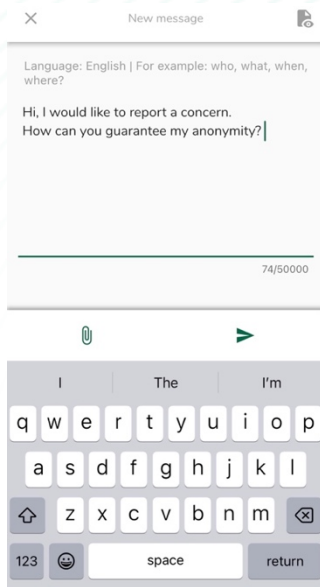 New message
Language: English | For example: who, what, when,
where?
Hi, I would like to report a concern.
How can you guarantee my anonymity?
74/50000
I The I'm
q w e r t y u i o p
a s d f g h j k l
z x c v b n m
123 space return